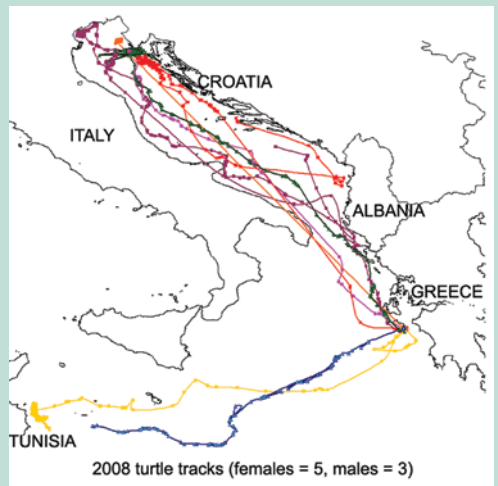 CROATIA
ITALY
ALBANIA
GREECE
TUNISIA
2008 turtle tracks (females = 5, males = 3)